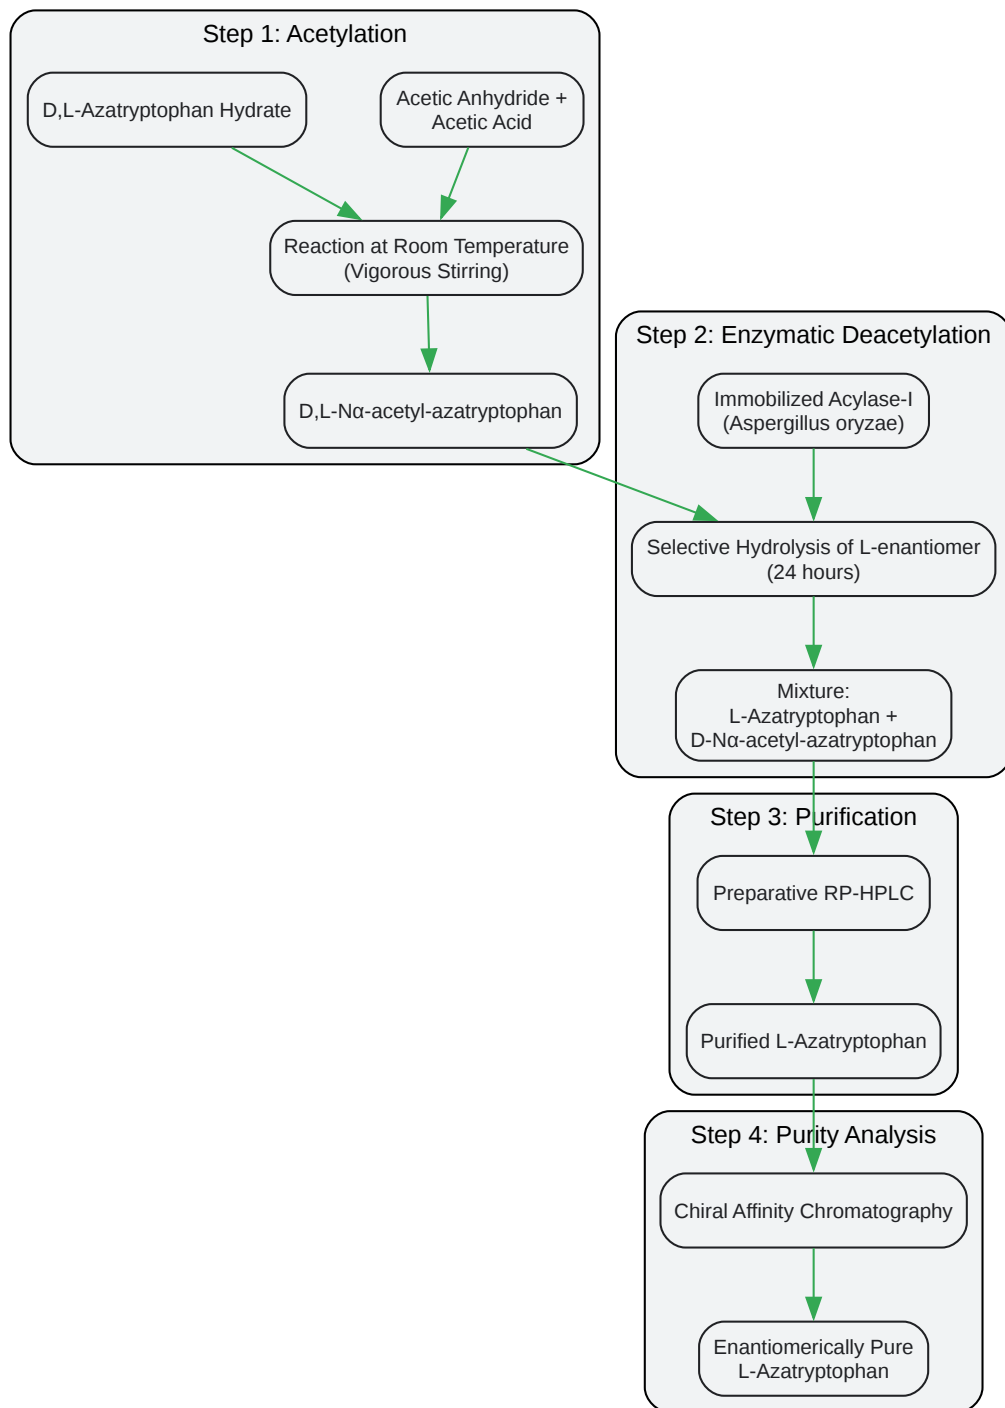 Step 1: Acetylation
D,L-Azatryptophan Hydrate
Acetic Anhydride +
Acetic Acid
Reaction at Room Temperature
(Vigorous Stirring)
D,L-Nα-acetyl-azatryptophan
Step 2: Enzymatic Deacetylation
Immobilized Acylase-I
(Aspergillus oryzae)
Selective Hydrolysis of L-enantiomer
(24 hours)
Mixture:
L-Azatryptophan +
D-Nα-acetyl-azatryptophan
Step 3: Purification
Preparative RP-HPLC
Purified L-Azatryptophan
Step 4: Purity Analysis
Chiral Affinity Chromatography
Enantiomerically Pure
L-Azatryptophan